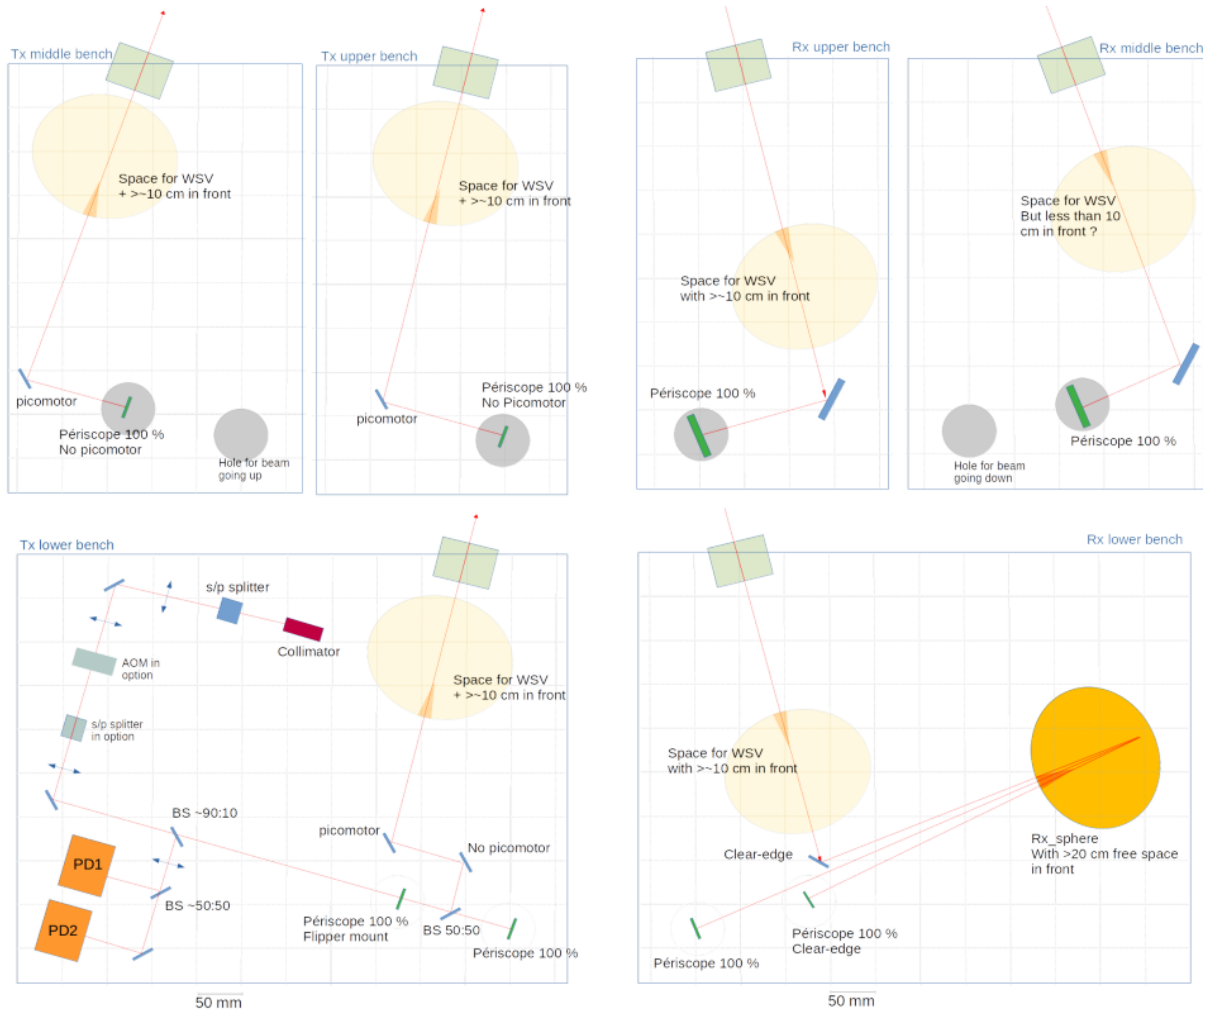 Tx middle bench
Space for WSV
+ >~10 cm in front
picomotor
Périscope 100 %
No picomotor
Hole for beam
going up
Tx upper bench
Space for WSV
+ >~10 cm in front
Périscope 100 %
No Picomotor
picomotor
Rx upper bench
Space for WSV
with >~10 cm in front
Périscope 100 %
Rx middle bench
Space for WSV
But less than 10
cm in front ?
Périscope 100 %
Hole for beam
going down
Tx lower bench
s/p splitter
Collimator
AOM in
option
s/p splitter
in option
Space for WSV
+ >~10 cm in front
BS ~90:10
picomotor
No picomotor
PD1
BS ~50:50
PD2
Périscope 100 %
Flipper mount
BS 50:50
Périscope 100 %
50 mm
Rx lower bench
Space for WSV
with >~10 cm in front
Clear-edge
Rx_sphere
With >20 cm free space
in front
Périscope 100 %
Clear-edge
Périscope 100 %
50 mm